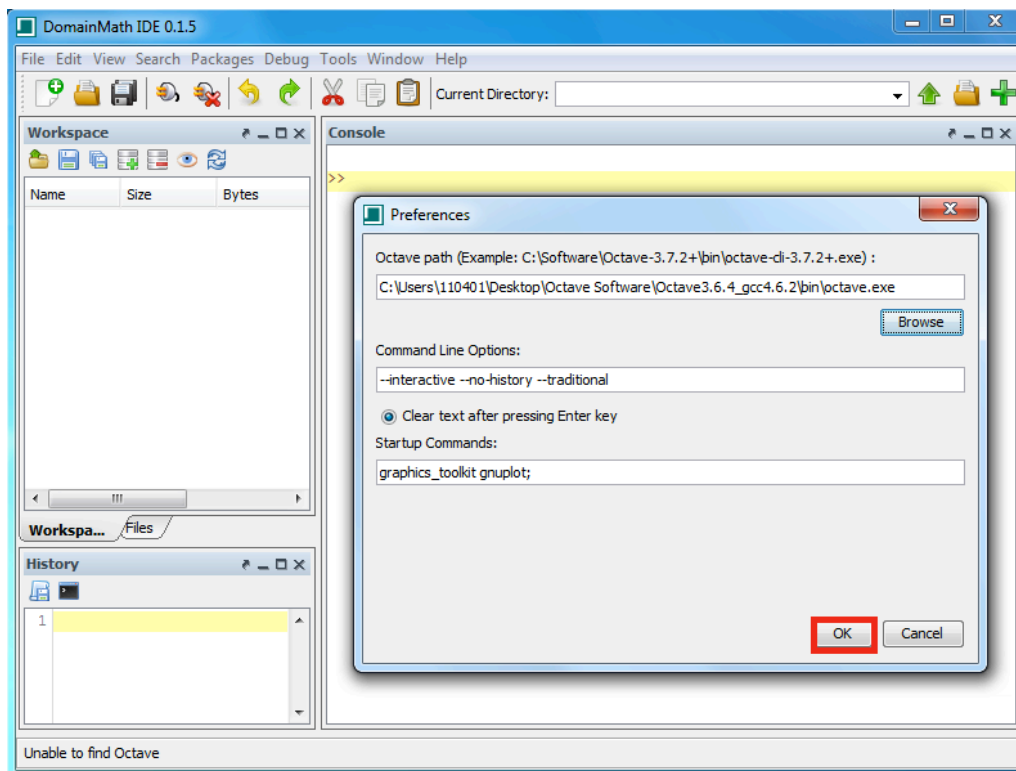 DomainMath IDE 0.1.5
File Edit View Search Packages Debug Tools Window Help
Current Directory:
Workspace
Name Size Bytes
Workspa... Files
History
1
Console
>>
Preferences
Octave path (Example: C:\Software\Octave-3.7.2+\bin\octave-cli-3.7.2+.exe) :
C:\Users\110401\Desktop\Octave Software\Octave3.6.4_gcc4.6.2\bin\octave.exe
Browse
Command Line Options:
--interactive --no-history --traditional
Clear text after pressing Enter key
Startup Commands:
graphics_toolkit gnuplot;
OK Cancel
Unable to find Octave